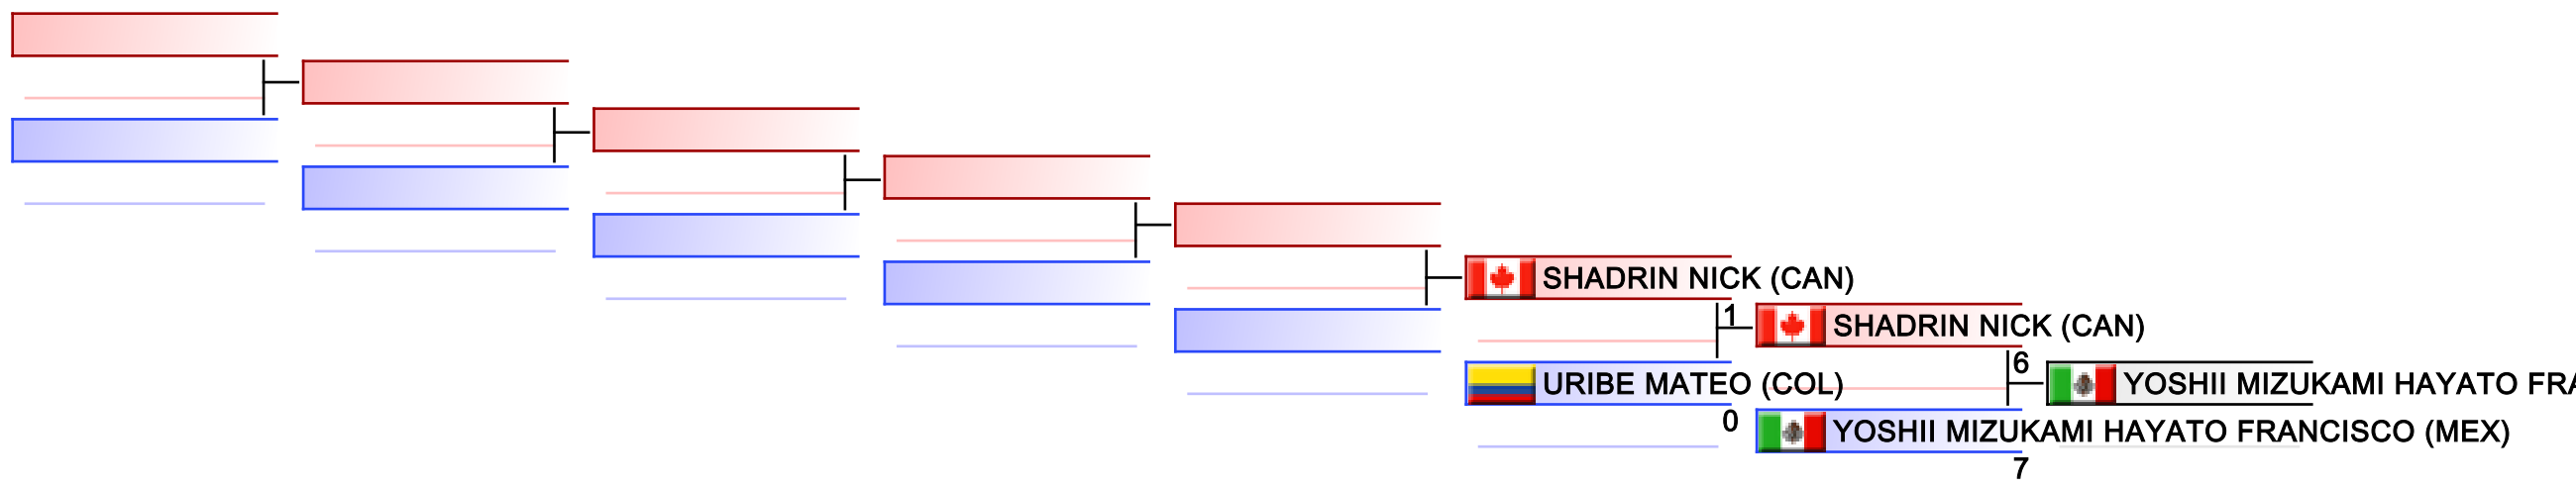 SHADRIN NICK (CAN)
1
SHADRIN NICK (CAN)
6
URIBE MATEO (COL)
YOSHII MIZUKAMI HAYATO FRA
0
YOSHII MIZUKAMI HAYATO FRANCISCO (MEX)
7